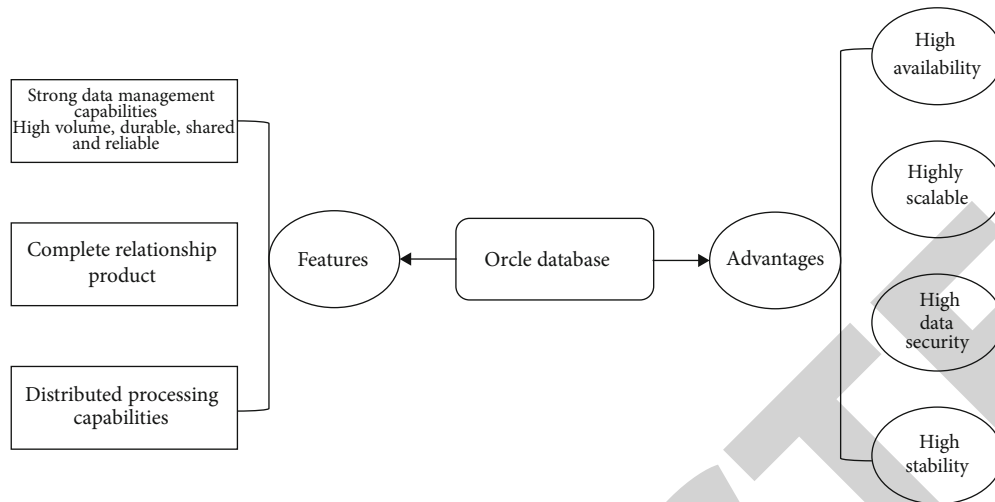 Strong data management
capabilities
High volume, durable, shared
and reliable
Complete relationship
product
Distributed processing
capabilities
Features
Orcle database
Advantages
High
availability
Highly
scalable
High
data
security
High
stability